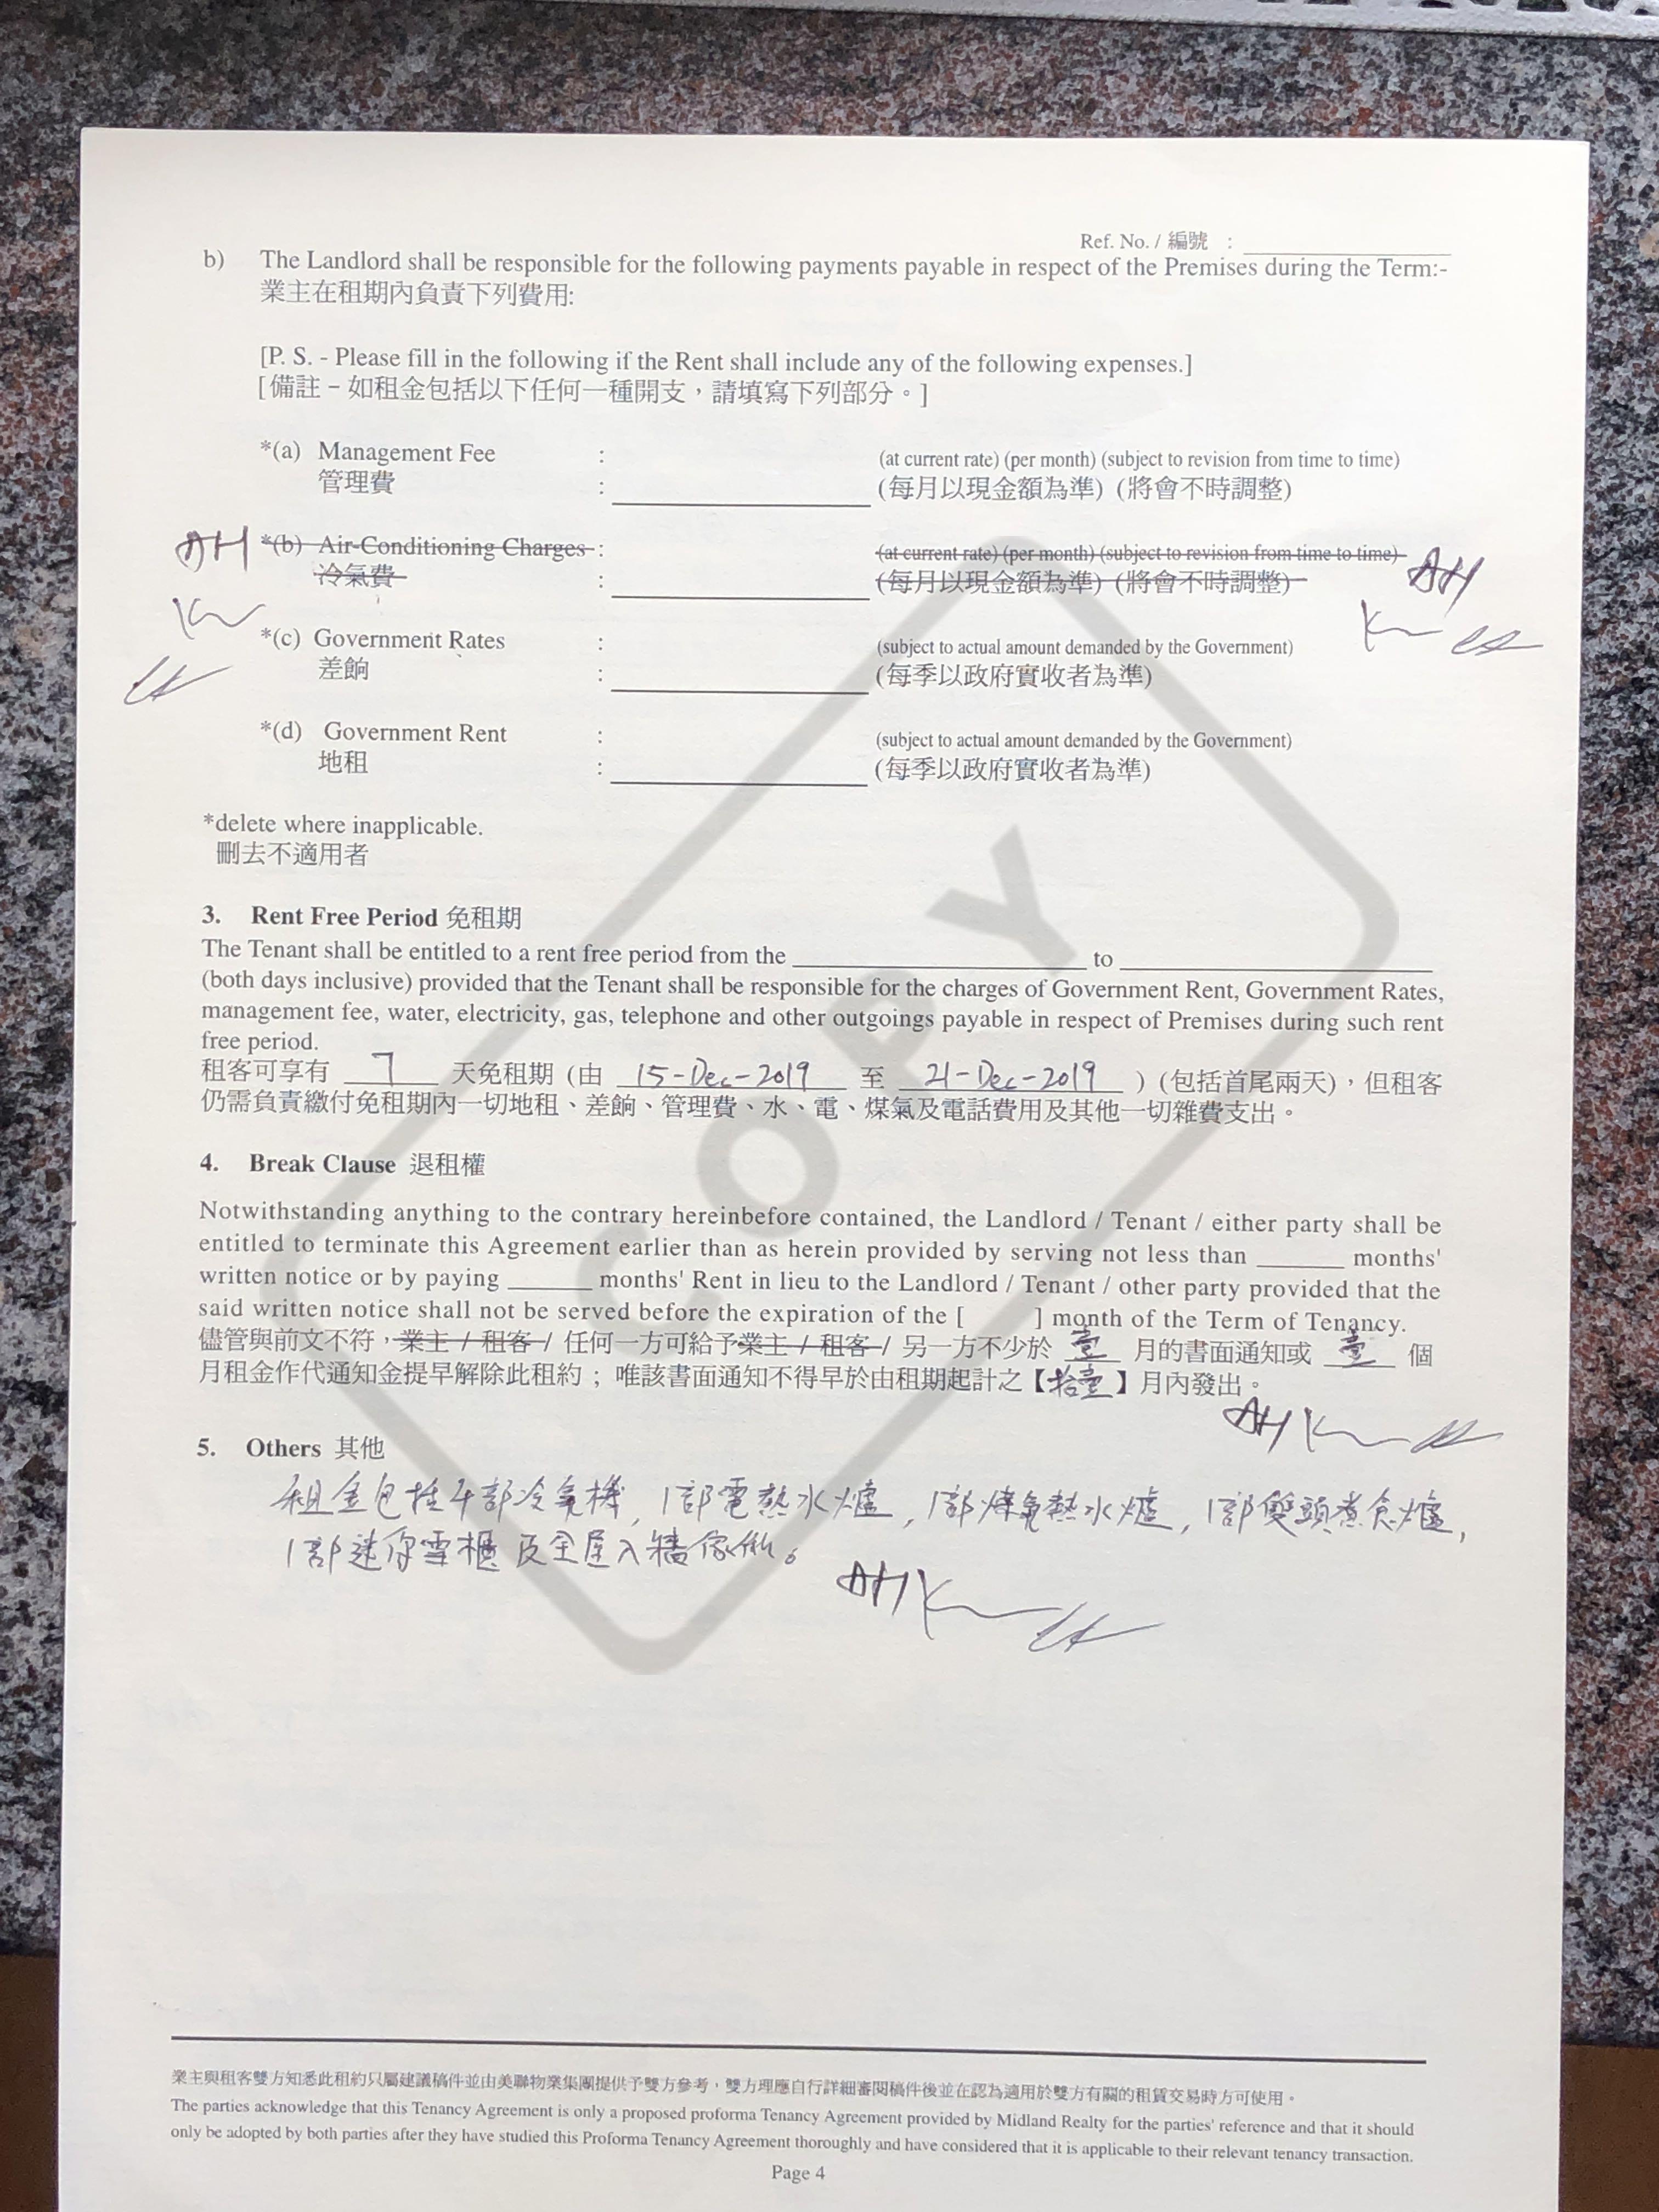 Ref. No. / 編號 :
b) The Landlord shall be responsible for the following payments payable in respect of the Premises during the Term:-
業主在租期內負責下列費用:
[P. S. - Please fill in the following if the Rent shall include any of the following expenses.]
[備註 – 如租金包括以下任何一種開支，請填寫下列部分。]
*(a) Management Fee : (at current rate) (per month) (subject to revision from time to time)
管理費 : (每月以現金額為準) (將會不時調整)
AH *(b) Air-Conditioning Charges : (at current rate) (per month) (subject to revision from time to time) AH
冷氣費 : (每月以現金額為準) (將會不時調整)
*(c) Government Rates : (subject to actual amount demanded by the Government)
差餉 : (每季以政府實收者為準)
*(d) Government Rent : (subject to actual amount demanded by the Government)
地租 : (每季以政府實收者為準)
*delete where inapplicable.
刪去不適用者
3. Rent Free Period 免租期
The Tenant shall be entitled to a rent free period from the ____ to ____
(both days inclusive) provided that the Tenant shall be responsible for the charges of Government Rent, Government Rates,
management fee, water, electricity, gas, telephone and other outgoings payable in respect of Premises during such rent
free period.
租客可享有 7 天免租期 (由 15-Dec-2019 至 21-Dec-2019 ) (包括首尾兩天)，但租客
仍需負責繳付免租期內一切地租、差餉、管理費、水、電、煤氣及電話費用及其他一切雜費支出。
4. Break Clause 退租權
Notwithstanding anything to the contrary hereinbefore contained, the Landlord / Tenant / either party shall be
entitled to terminate this Agreement earlier than as herein provided by serving not less than ____ months'
written notice or by paying ____ months' Rent in lieu to the Landlord / Tenant / other party provided that the
said written notice shall not be served before the expiration of the [ ] month of the Term of Tenancy.
儘管與前文不符，業主 / 租客 / 任何一方可給予業主 / 租客 / 另一方不少於 壹 月的書面通知或 壹 個
月租金作代通知金提早解除此租約；唯該書面通知不得早於由租期起計之【拾壹】月內發出。
AH
5. Others 其他
租金包括4部冷氣機, 1部電熱水爐, 1部煤氣熱水爐, 1部雙頭煮食爐,
1部迷你雪櫃及全屋入牆傢俬。
AH
COPY
業主與租客雙方知悉此租約只屬建議稿件並由美聯物業集團提供予雙方參考，雙方理應自行詳細審閱稿件後並在認為適用於雙方有關的租賃交易時方可使用。
The parties acknowledge that this Tenancy Agreement is only a proposed proforma Tenancy Agreement provided by Midland Realty for the parties' reference and that it should
only be adopted by both parties after they have studied this Proforma Tenancy Agreement thoroughly and have considered that it is applicable to their relevant tenancy transaction.
Page 4